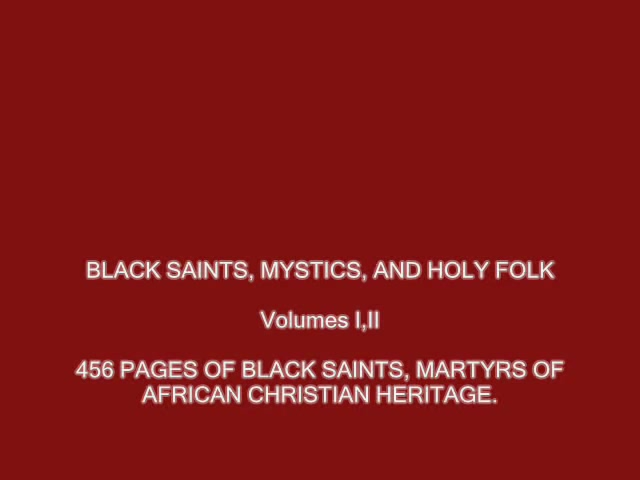 BLACK SAINTS, MYSTICS, AND HOLY FOLK
Volumes I,II
456 PAGES OF BLACK SAINTS, MARTYRS OF
AFRICAN CHRISTIAN HERITAGE.